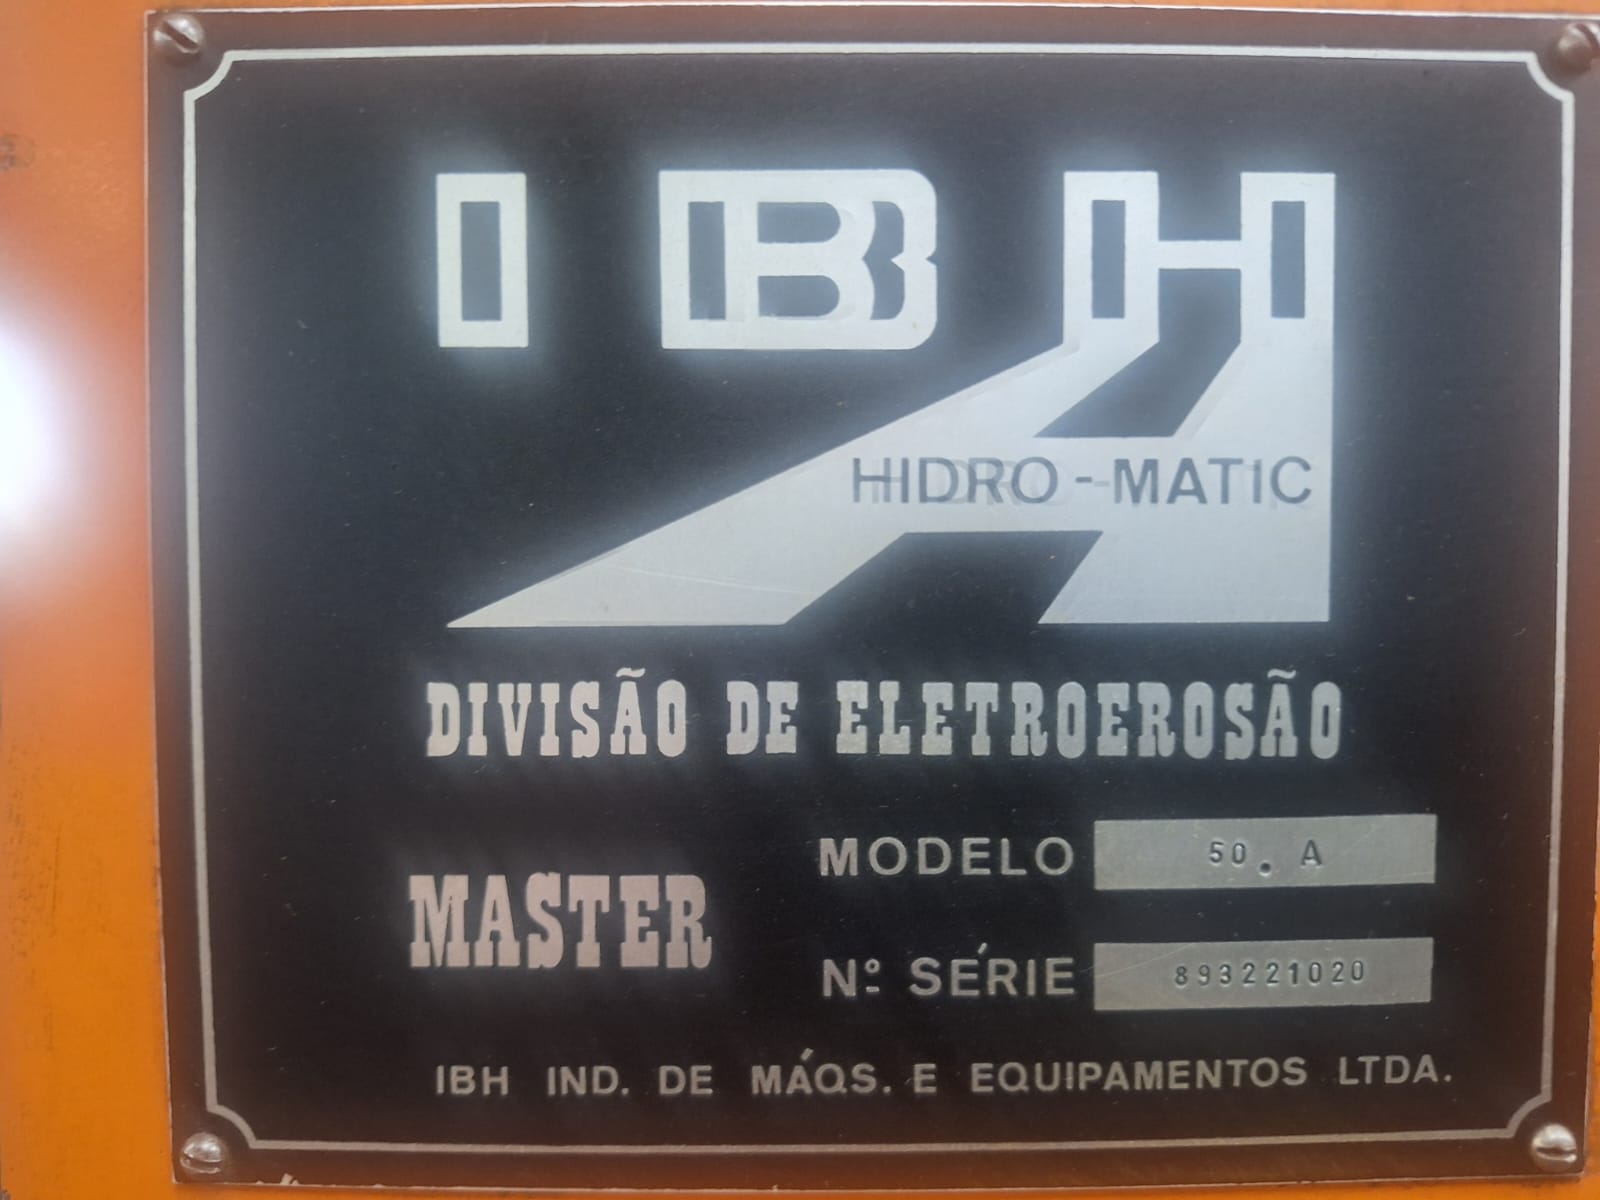 IBH
HIDRO-MATIC
DIVISÃO DE ELETROEROSÃO
MASTER
MODELO 50. A
Nº SÉRIE 893221020
IBH IND. DE MÁQS. E EQUIPAMENTOS LTDA.